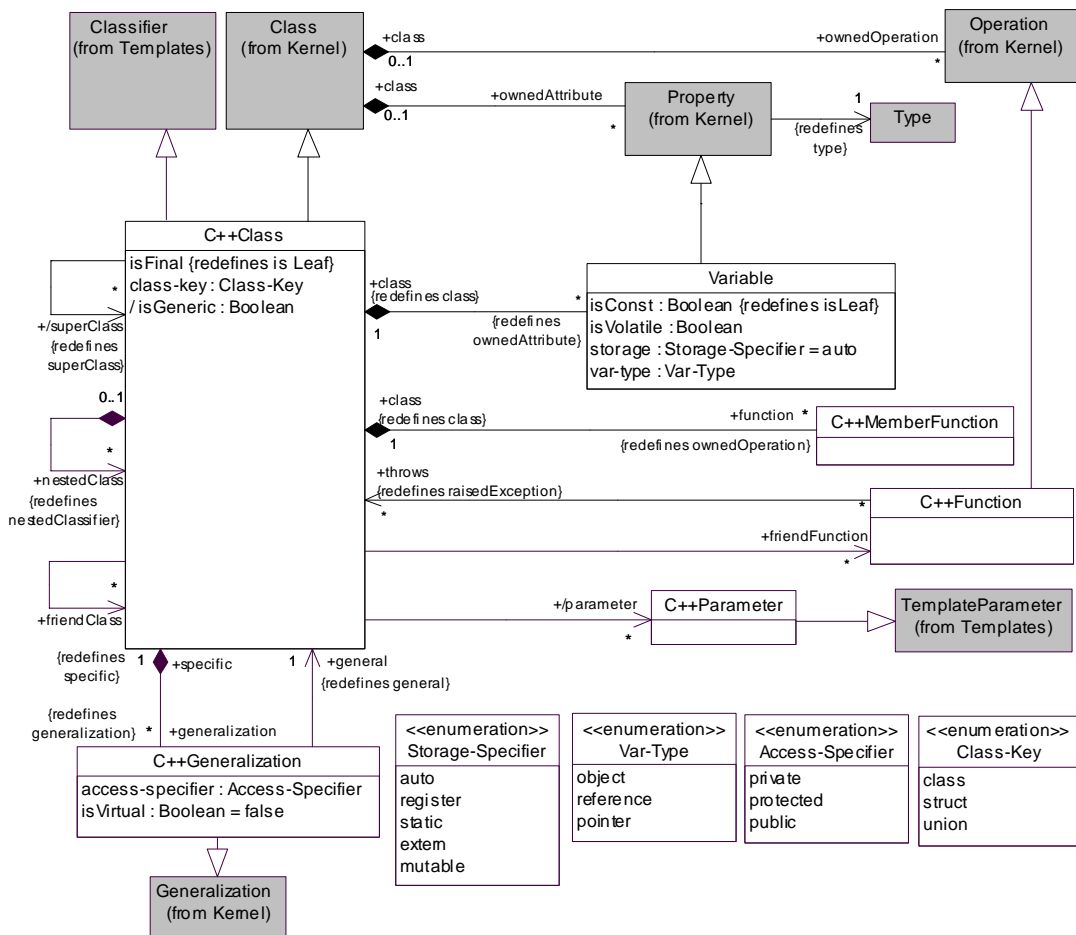 Classifier
(from Templates)
Class
(from Kernel)
+class
0..1
+ownedOperation
*
Operation
(from Kernel)
+class
0..1
+ownedAttribute
*
Property
(from Kernel)
1
{redefines
type}
Type
C++Class
isFinal {redefines is Leaf}
class-key : Class-Key
/ isGeneric : Boolean
*
+/superClass
{redefines
superClass}
0..1
*
+nestedClass
{redefines
nestedClassifier}
*
+friendClass
+class
{redefines class}
1
*
{redefines
ownedAttribute}
Variable
isConst : Boolean {redefines isLeaf}
isVolatile : Boolean
storage : Storage-Specifier = auto
var-type : Var-Type
+class
{redefines class}
1
+function
*
{redefines ownedOperation}
C++MemberFunction
+throws
{redefines raisedException}
*
*
C++Function
+friendFunction
*
+/parameter
*
C++Parameter
TemplateParameter
(from Templates)
{redefines
specific}
1
+specific
1
+general
{redefines general}
{redefines
generalization}
*
+generalization
C++Generalization
access-specifier : Access-Specifier
isVirtual : Boolean = false
Generalization
(from Kernel)
<<enumeration>>
Storage-Specifier
auto
register
static
extern
mutable
<<enumeration>>
Var-Type
object
reference
pointer
<<enumeration>>
Access-Specifier
private
protected
public
<<enumeration>>
Class-Key
class
struct
union